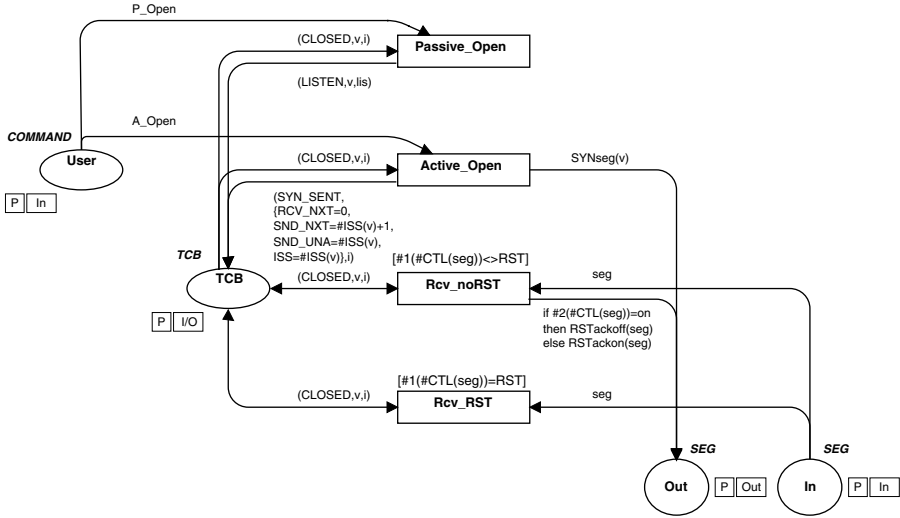 P_Open
(CLOSED,v,i)
Passive_Open
(LISTEN,v,lis)
A_Open
COMMAND
User
P In
(CLOSED,v,i)
Active_Open
SYNseg(v)
(SYN_SENT,
{RCV_NXT=0,
SND_NXT=#ISS(v)+1,
SND_UNA=#ISS(v),
ISS=#ISS(v)},i)
TCB
TCB
P I/O
[#1(#CTL(seg))<>RST]
(CLOSED,v,i)
Rcv_noRST
seg
if #2(#CTL(seg))=on
then RSTackoff(seg)
else RSTackon(seg)
[#1(#CTL(seg))=RST]
(CLOSED,v,i)
Rcv_RST
seg
SEG
Out
P Out
SEG
In
P In